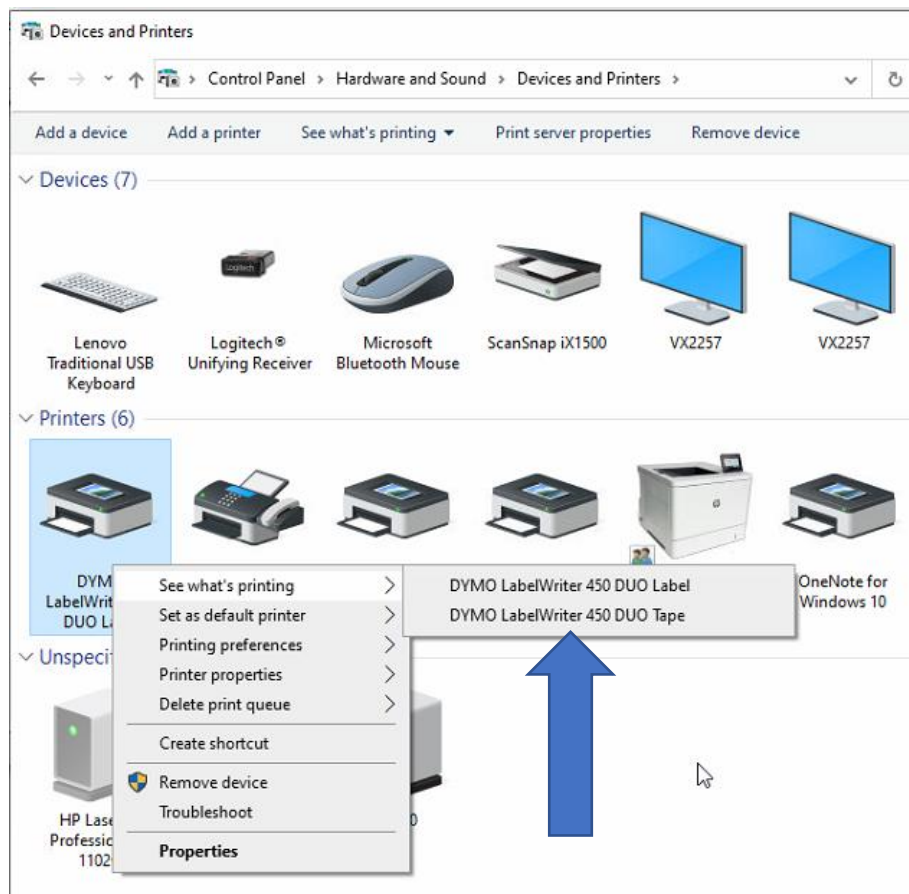 Devices and Printers
Control Panel > Hardware and Sound > Devices and Printers >
Add a device Add a printer See what's printing Print server properties Remove device
Devices (7)
Logitech
Lenovo
Traditional USB
Keyboard
Logitech®
Unifying Receiver
Microsoft
Bluetooth Mouse
ScanSnap iX1500
VX2257
VX2257
Printers (6)
DYM
LabelWrit
DUO L
OneNote for
Windows 10
See what's printing
Set as default printer
Printing preferences
Printer properties
Delete print queue
Create shortcut
Remove device
Troubleshoot
Properties
DYMO LabelWriter 450 DUO Label
DYMO LabelWriter 450 DUO Tape
Unspeci
HP Lase
Professio
1102
0